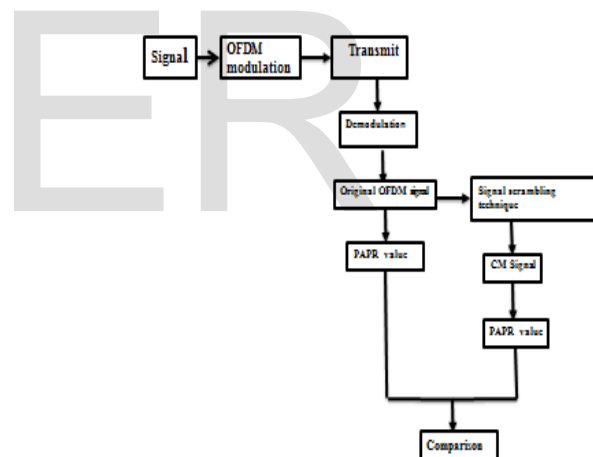 ER
Signal
OFDM
modulation
Transmit
Demodulation
Original OFDM signal
Signal scrambling
technique
PAPR value
CM Signal
PAPR value
Comparison